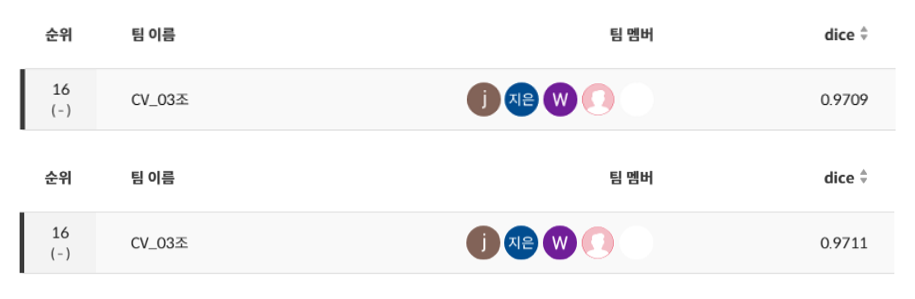 순위 팀 이름 팀 멤버 dice
16 CV_03조 j 지은 W 0.9709
(-)
순위 팀 이름 팀 멤버 dice
16 CV_03조 j 지은 W 0.9711
(-)